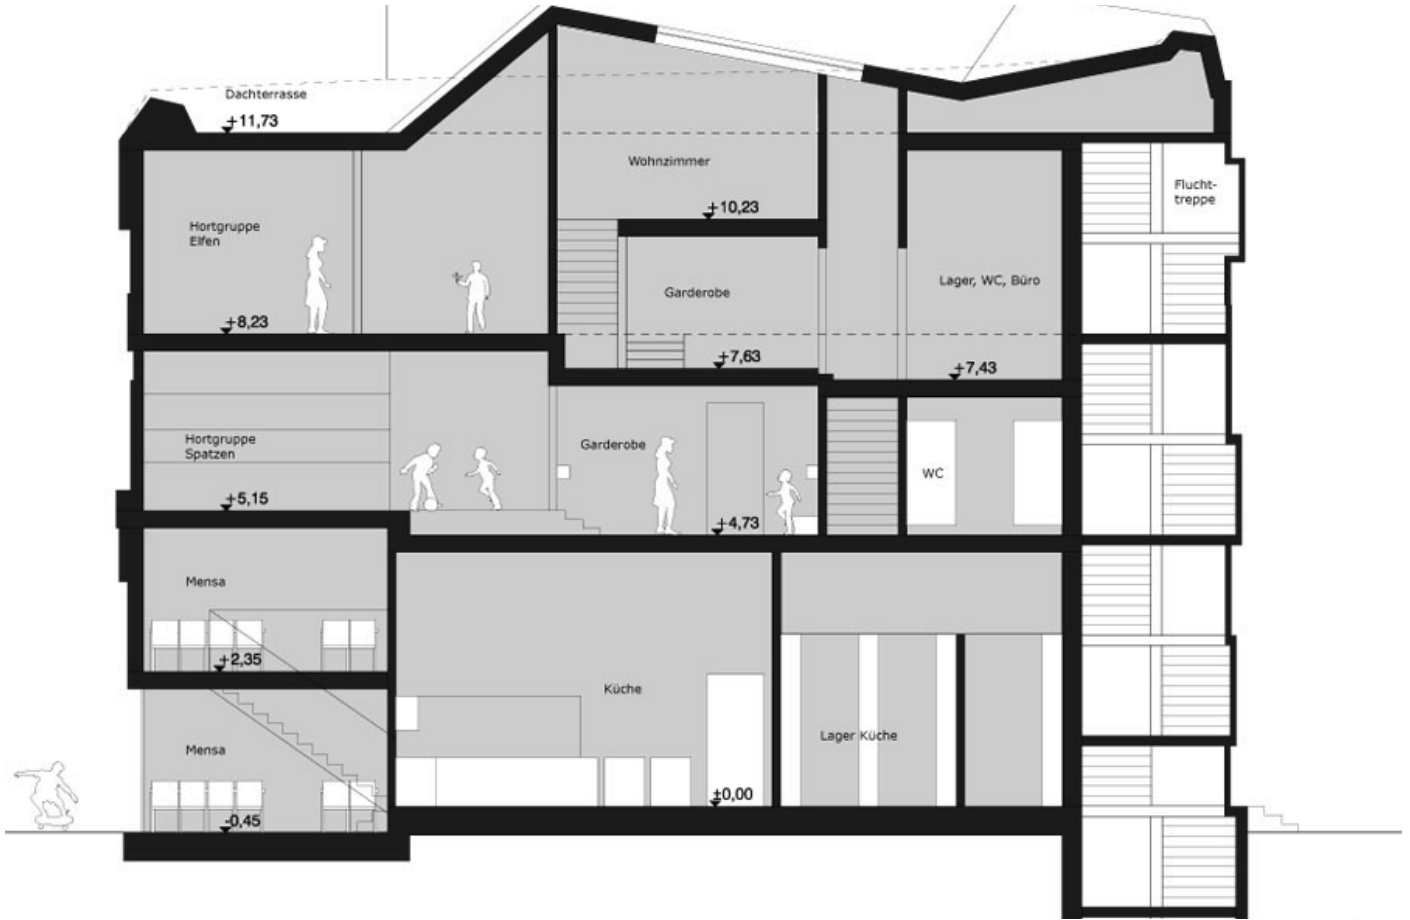 Dachterrasse
+11,73
Wohnzimmer
Flucht-
treppe
+10,23
Hortgruppe
Elfen
Lager, WC, Büro
Garderobe
+8,23
+7,63
+7,43
Hortgruppe
Spatzen
Garderobe
WC
+5,15
+4,73
Mensa
+2,35
Küche
Lager Küche
Mensa
±0,00
-0,45